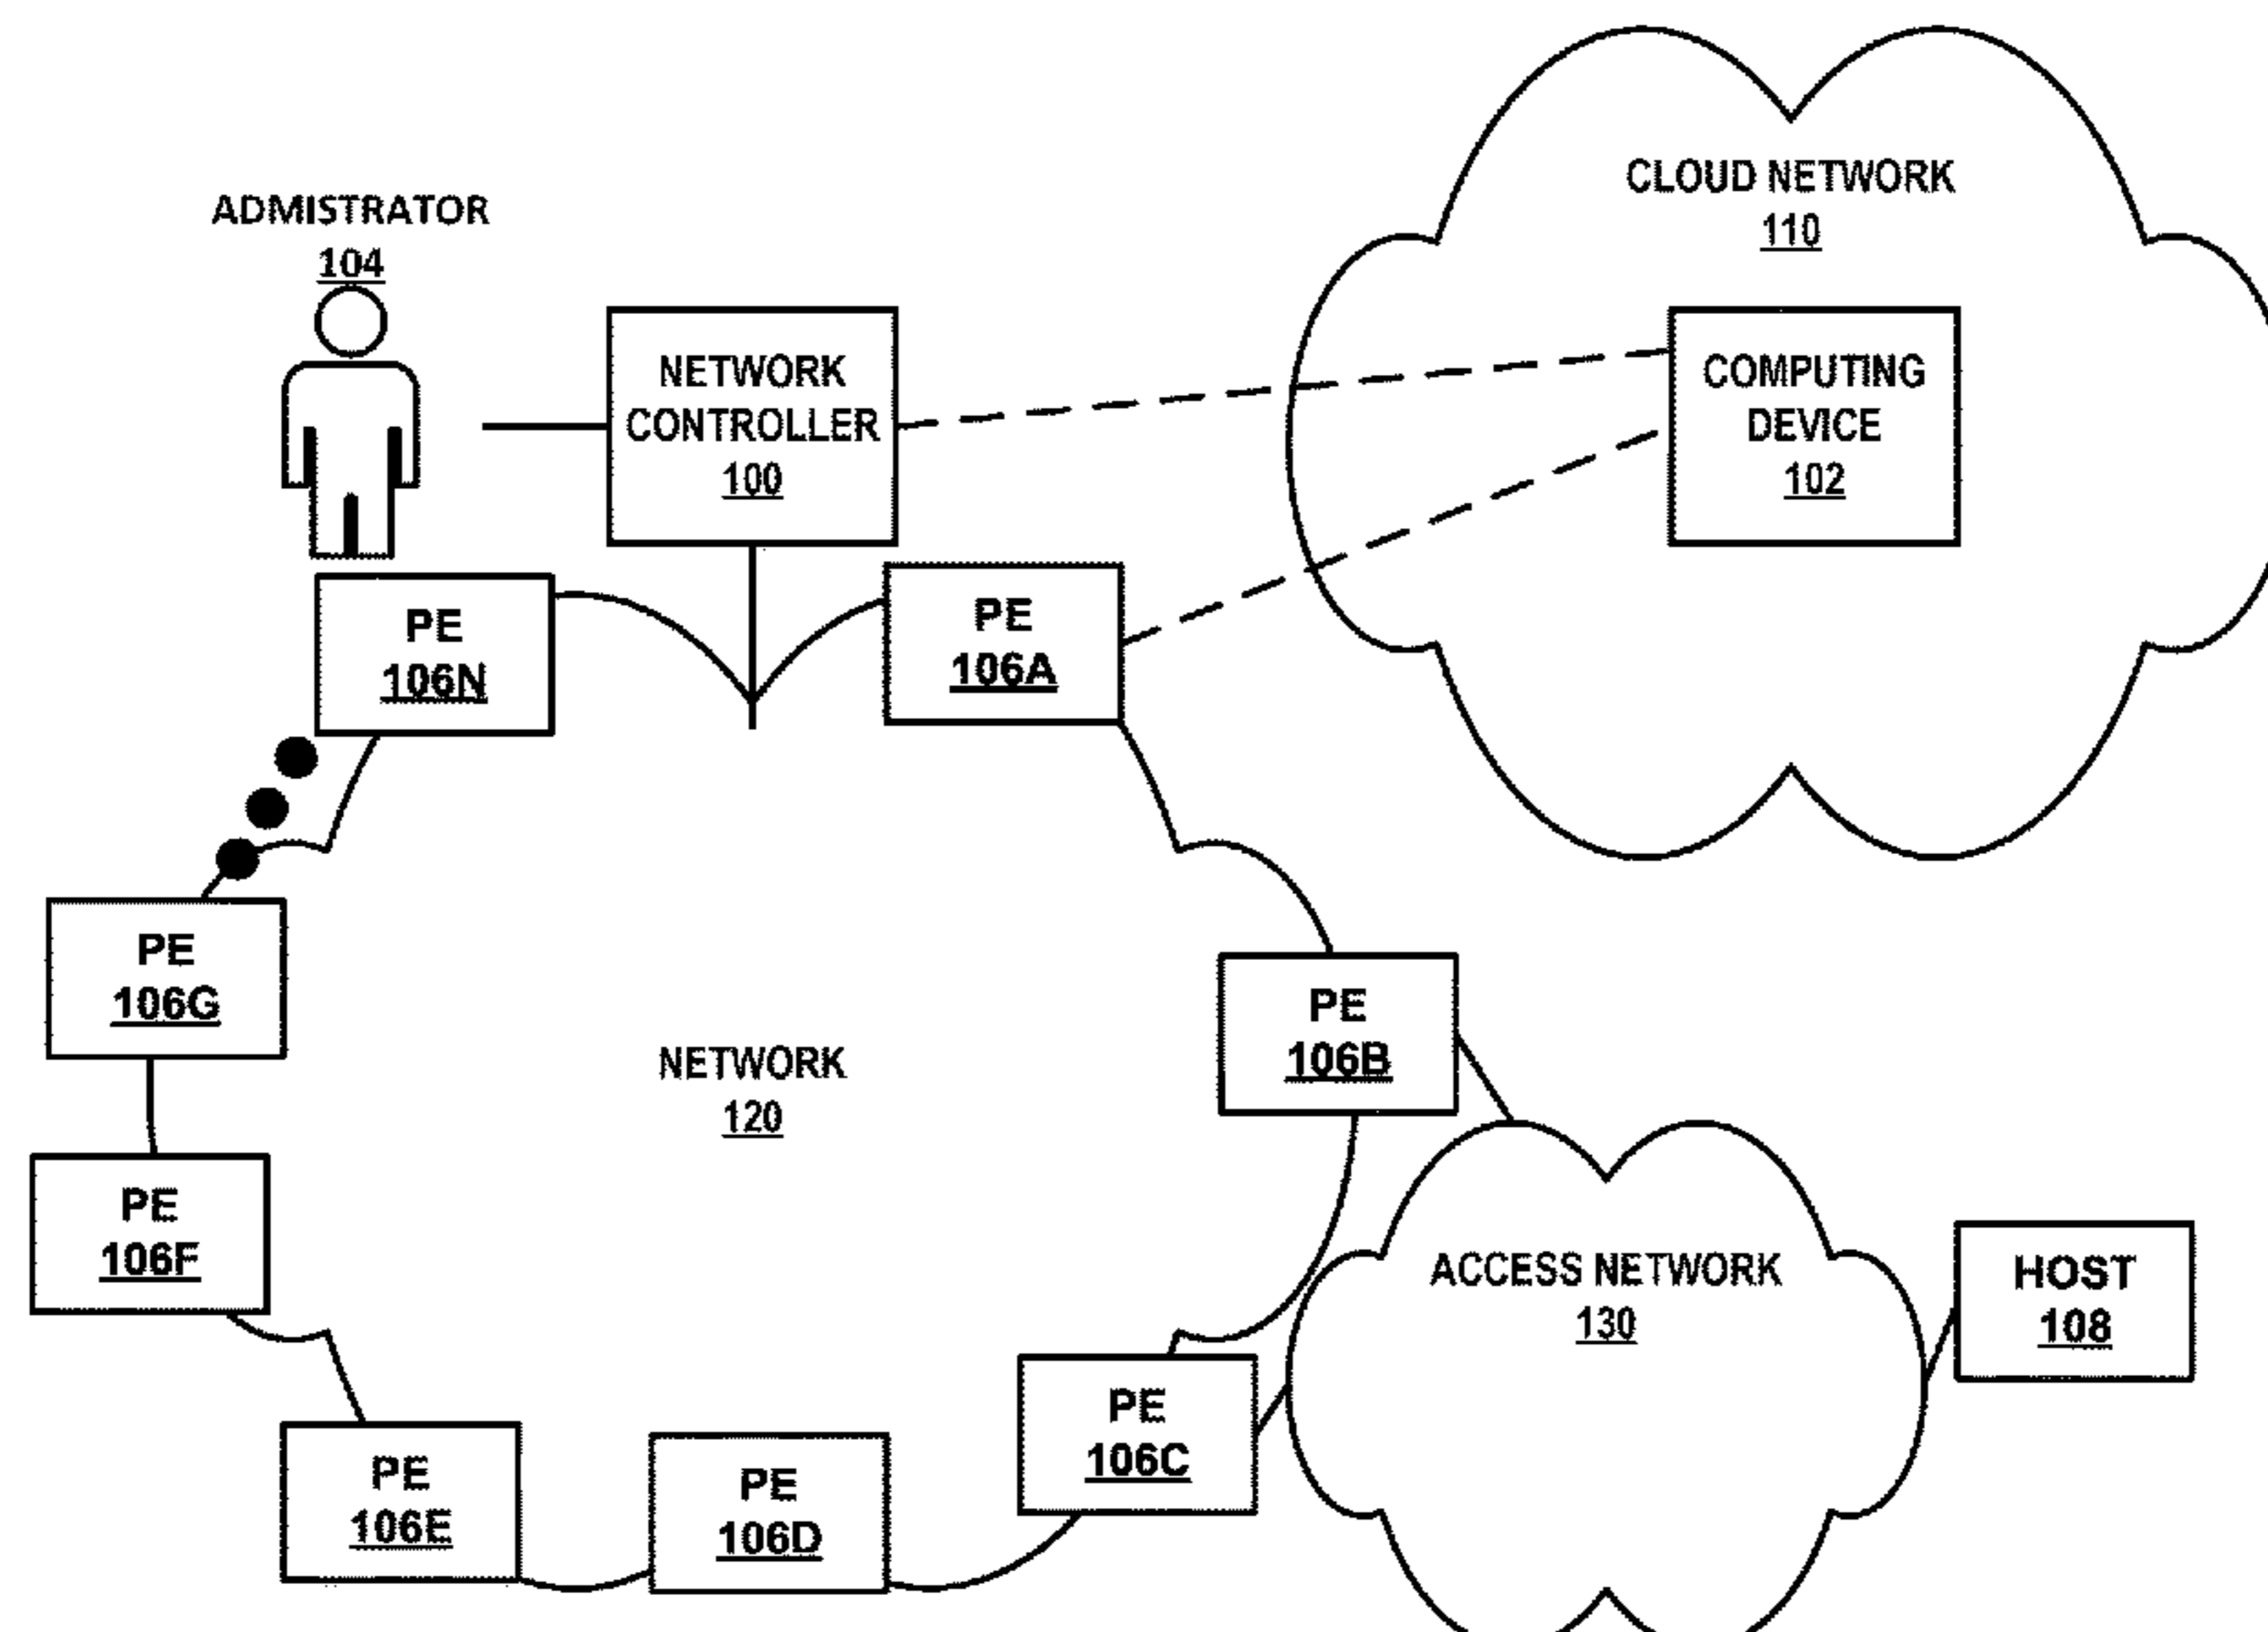 CLOUD NETWORK
110
ADMISTRATOR
104
NETWORK
CONTROLLER
100
COMPUTING
DEVICE
102
PE
106N
PE
106A
PE
106G
PE
106B
NETWORK
120
PE
106F
ACCESS NETWORK
130
HOST
108
PE
106C
PE
106E
PE
106D